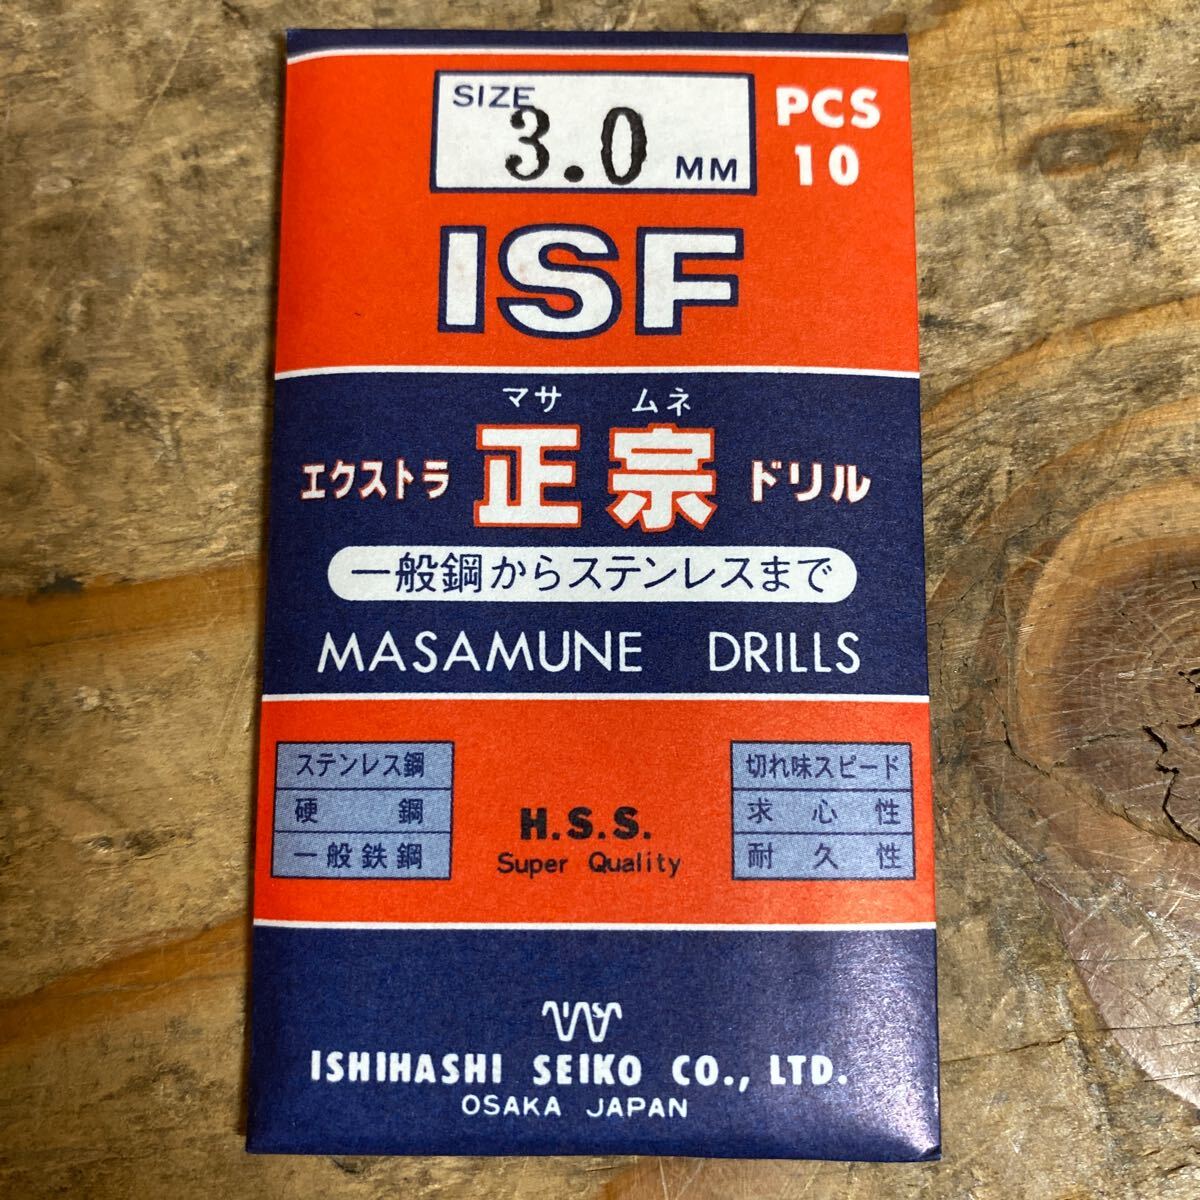 SIZE 3.0 MM
PCS
10
ISF
マサ ムネ
エクストラ 正宗 ドリル
一般鋼からステンレスまで
MASAMUNE DRILLS
ステンレス鋼
硬 鋼
一般鉄鋼
H.S.S.
Super Quality
切れ味スピード
求 心 性
耐 久 性
ISHIHASHI SEIKO CO., LTD.
OSAKA JAPAN